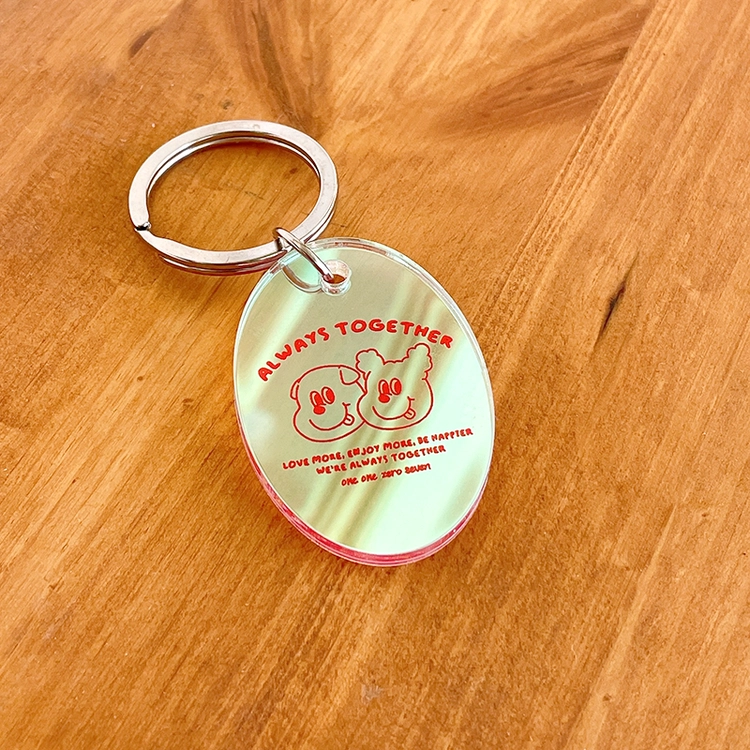 ALWAYS TOGETHER
LOVE MORE, ENJOY MORE, BE HAPPIER
WE'RE ALWAYS TOGETHER
one one zero seven